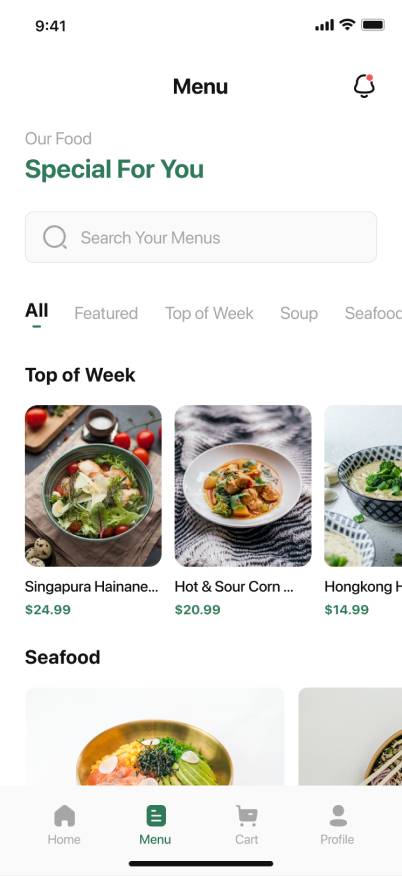 9:41
Menu
Our Food
Special For You
Search Your Menus
All Featured Top of Week Soup Seafood
Top of Week
Singapura Hainane... Hot & Sour Corn ... Hongkong H
$24.99 $20.99 $14.99
Seafood
Home Menu Cart Profile